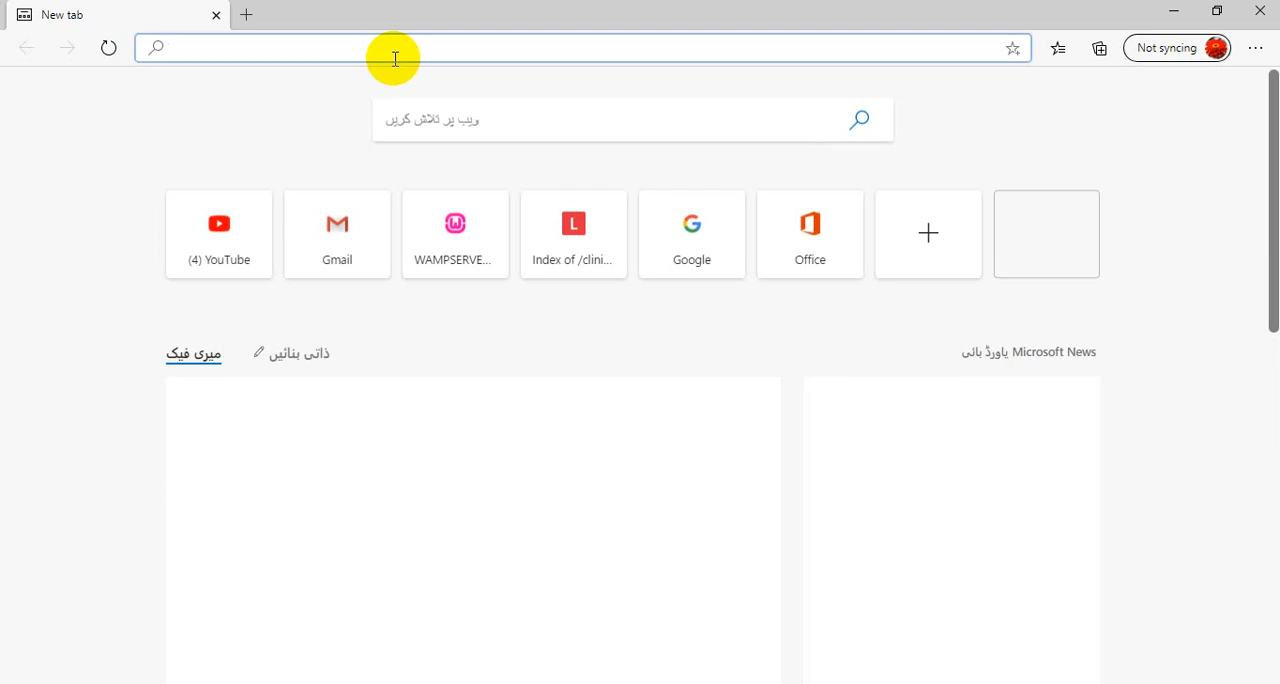 New tab
Not syncing
ویب پر تلاش کریں
(4) YouTube
Gmail
WAMPSERVE...
Index of /clini...
Google
Office
L
میری فیک
ذاتی بنائیں
Microsoft News پاورڈ بائی